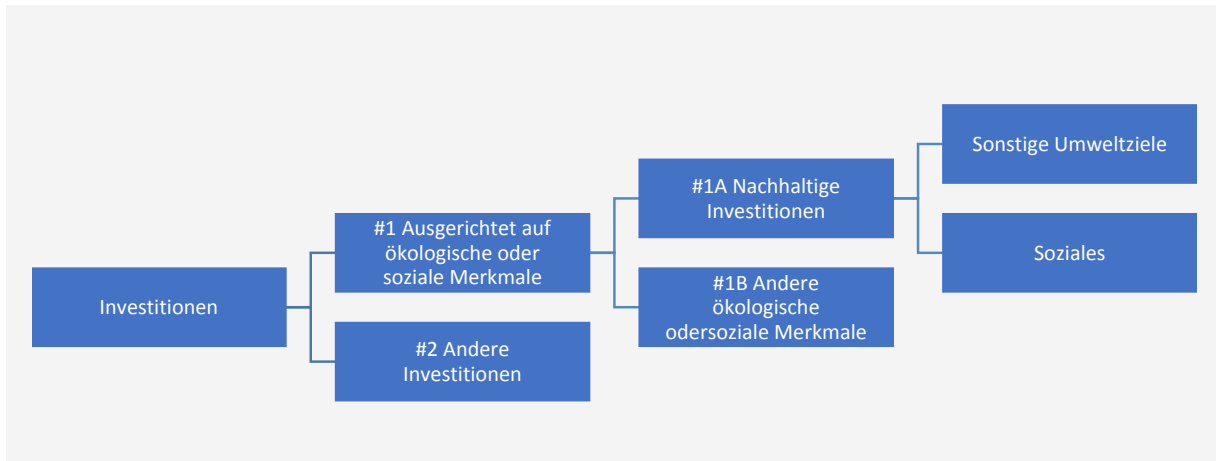 Investitionen
#1 Ausgerichtet auf
ökologische oder
soziale Merkmale
#2 Andere
Investitionen
#1A Nachhaltige
Investitionen
#1B Andere
ökologische
odersoziale Merkmale
Sonstige Umweltziele
Soziales